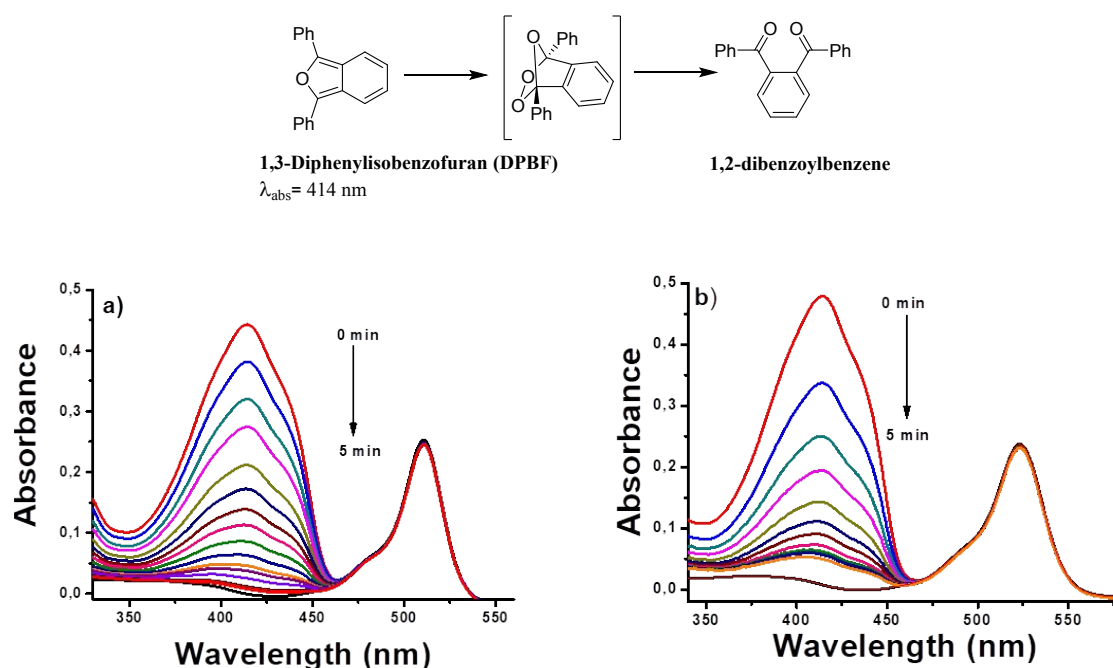 Ph
O
Ph
O Ph
O
O
Ph
O O
Ph Ph
1,3-Diphenylisobenzofuran (DPBF)
λabs= 414 nm
1,2-dibenzoylbenzene
a)
0 min
5 min
Absorbance
0,5
0,4
0,3
0,2
0,1
0,0
350 400 450 500 550
Wavelength (nm)
b)
0 min
5 min
Absorbance
0,5
0,4
0,3
0,2
0,1
0,0
350 400 450 500 550
Wavelength (nm)